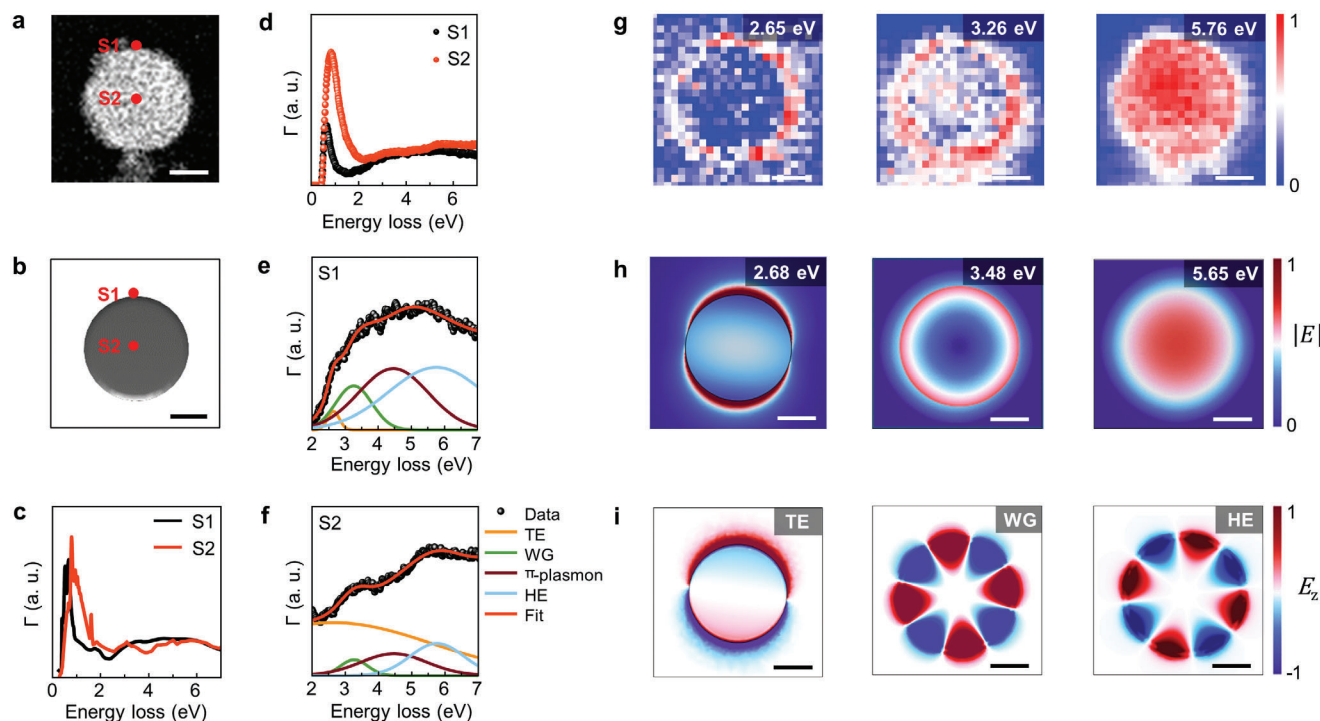 a
S1
S2
b
S1
S2
c
S1
S2
Γ (a. u.)
0 2 4 6
Energy loss (eV)
d
S1
S2
Γ (a. u.)
0 2 4 6
Energy loss (eV)
e
S1
Γ (a. u.)
2 3 4 5 6 7
Energy loss (eV)
f
S2
Γ (a. u.)
2 3 4 5 6 7
Energy loss (eV)
Data
TE
WG
π-plasmon
HE
Fit
g
2.65 eV
3.26 eV
5.76 eV
1
0
h
2.68 eV
3.48 eV
5.65 eV
1
|E|
0
i
TE
WG
HE
1
Ez
-1